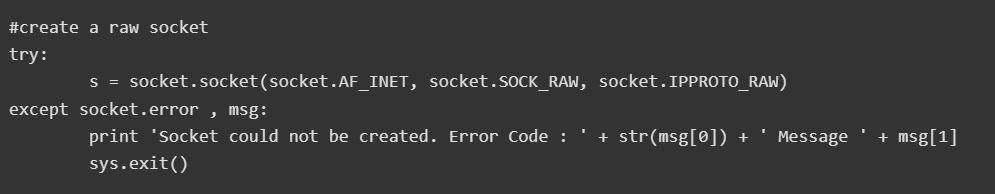 #create a raw socket
try:
        s = socket.socket(socket.AF_INET, socket.SOCK_RAW, socket.IPPROTO_RAW)
except socket.error , msg:
        print 'Socket could not be created. Error Code : ' + str(msg[0]) + ' Message ' + msg[1]
        sys.exit()